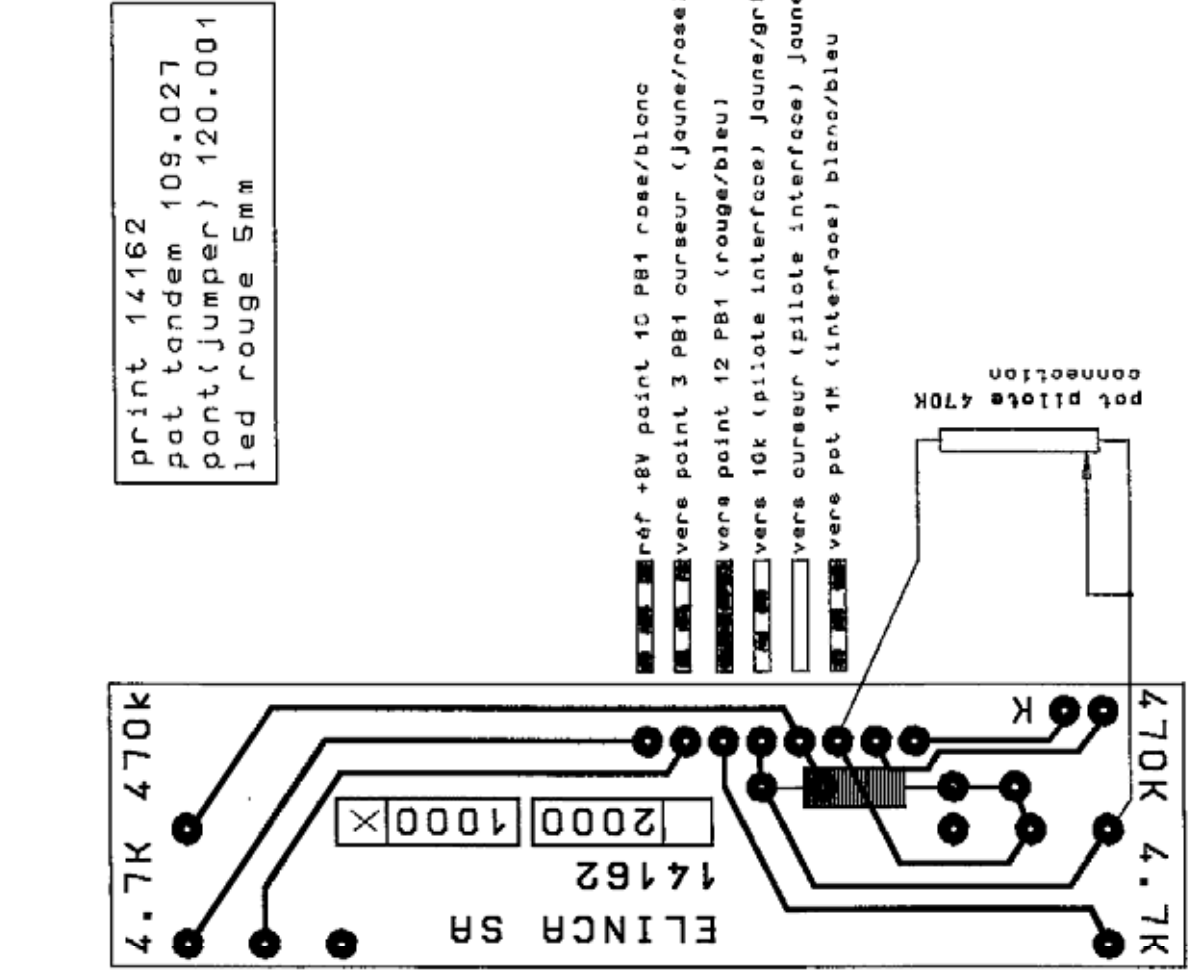 print 14162
pot tandem 109.027
pont(jumper) 120.001
led rouge 5mm
réf +8V point 10 PB1 rose/blanc
vers point 3 PB1 curseur (jaune/rose
vers point 12 PB1 (rouge/bleu)
vers 10k (pilote interface) jaune/gri
vers curseur (pilote interface) jaune
vers pot 1M (interface) blanc/bleu
pot pilote 470K
connection
4.7K 470k
K
470K 4.7K
X 1000
2000
14162
ELINCA SA